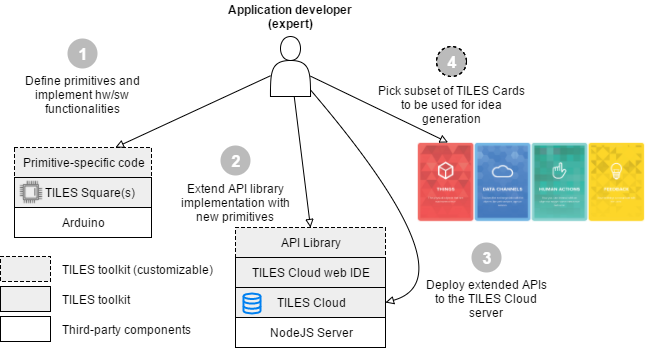 Application developer
(expert)
1
Define primitives and
implement hw/sw
functionalities
4
Pick subset of TILES Cards
to be used for idea
generation
Primitive-specific code
TILES Square(s)
Arduino
2
Extend API library
implementation with
new primitives
THINGS
DATA CHANNELS
HUMAN ACTIONS
API Library
TILES Cloud web IDE
TILES Cloud
NodeJS Server
3
Deploy extended APIs
to the TILES Cloud
server
TILES toolkit (customizable)
TILES toolkit
Third-party components